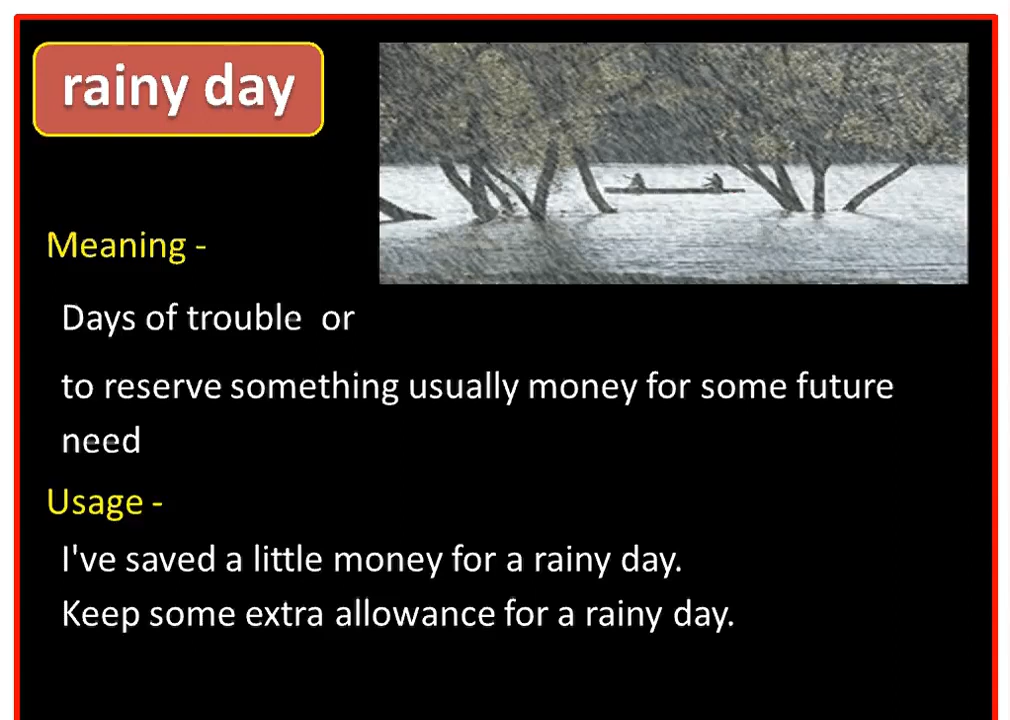 rainy day
Meaning -
Days of trouble  or
to reserve something usually money for some future
need
Usage -
I've saved a little money for a rainy day.
Keep some extra allowance for a rainy day.